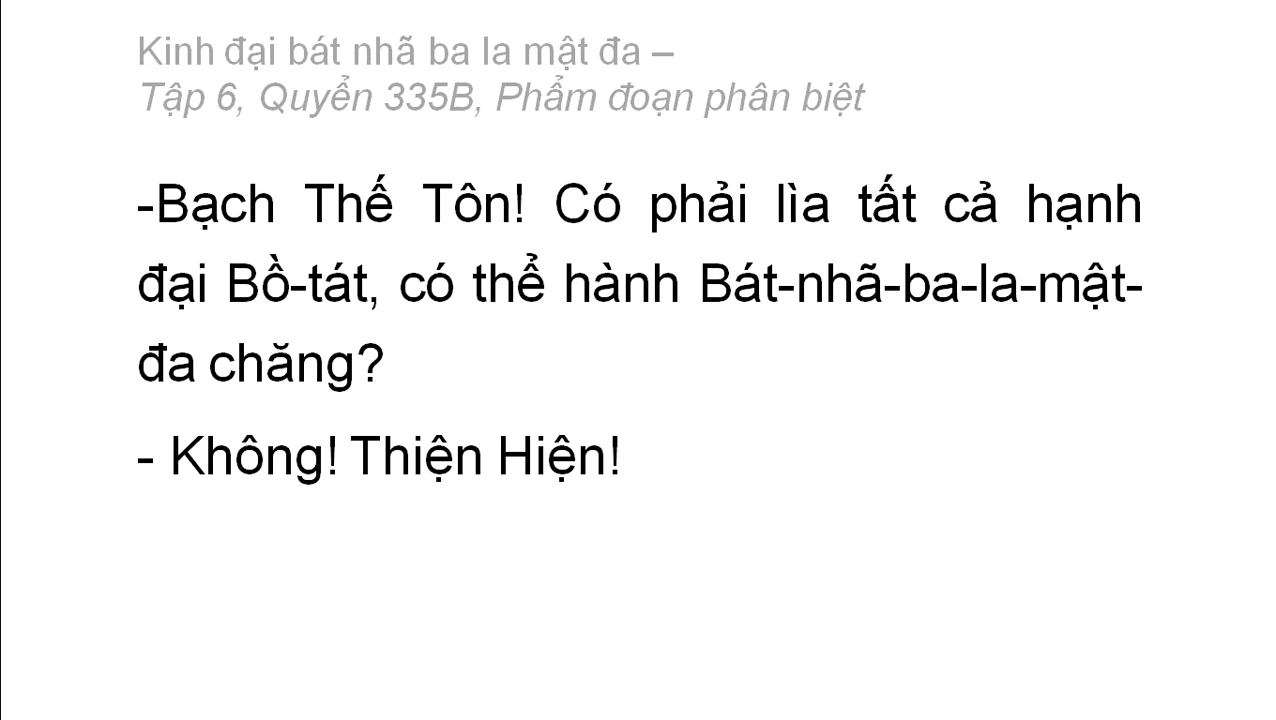 Kinh đại bát nhã ba la mật đa –
Tập 6, Quyển 335B, Phẩm đoạn phân biệt
-Bạch Thế Tôn! Có phải lìa tất cả hạnh
đại Bồ-tát, có thể hành Bát-nhã-ba-la-mật-
đa chăng?
- Không! Thiện Hiện!